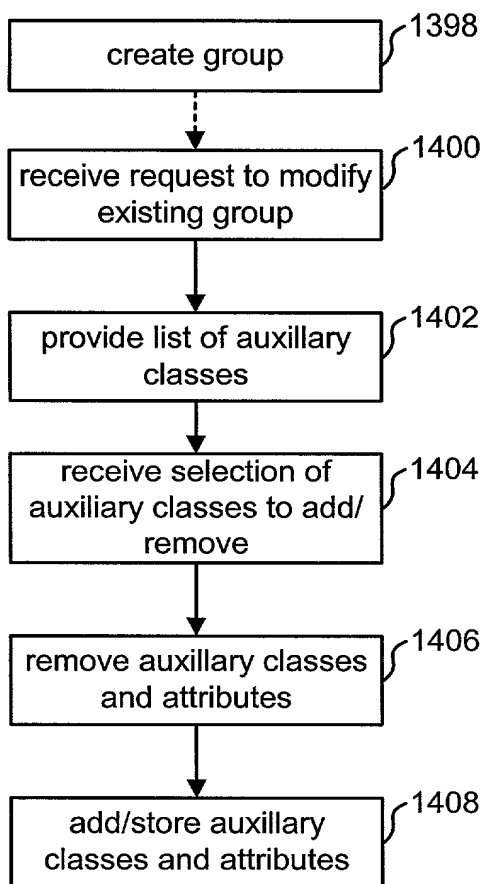 1398
create group
1400
receive request to modify
existing group
1402
provide list of auxillary
classes
1404
receive selection of
auxiliary classes to add/
remove
1406
remove auxillary classes
and attributes
1408
add/store auxillary
classes and attributes